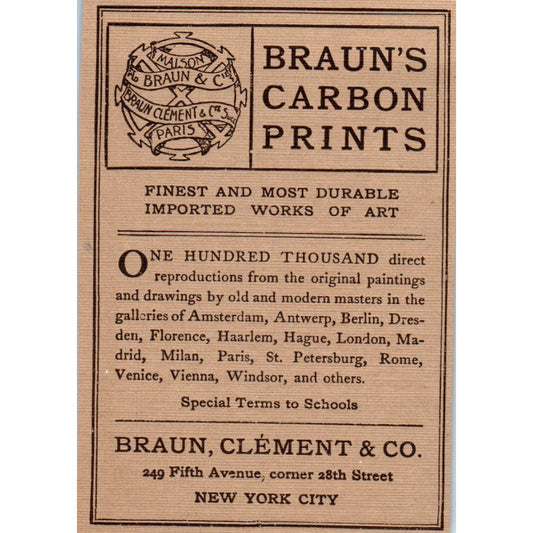 MAISON
AD. BRAUN & Cie
BRAUN CLÉMENT & Cie Sucrs
PARIS
BRAUN'S
CARBON
PRINTS
FINEST AND MOST DURABLE
IMPORTED WORKS OF ART
ONE HUNDRED THOUSAND direct
reproductions from the original paintings
and drawings by old and modern masters in the
galleries of Amsterdam, Antwerp, Berlin, Dres-
den, Florence, Haarlem, Hague, London, Ma-
drid, Milan, Paris, St. Petersburg, Rome,
Venice, Vienna, Windsor, and others.
Special Terms to Schools
BRAUN, CLÉMENT & CO.
249 Fifth Avenue, corner 28th Street
NEW YORK CITY